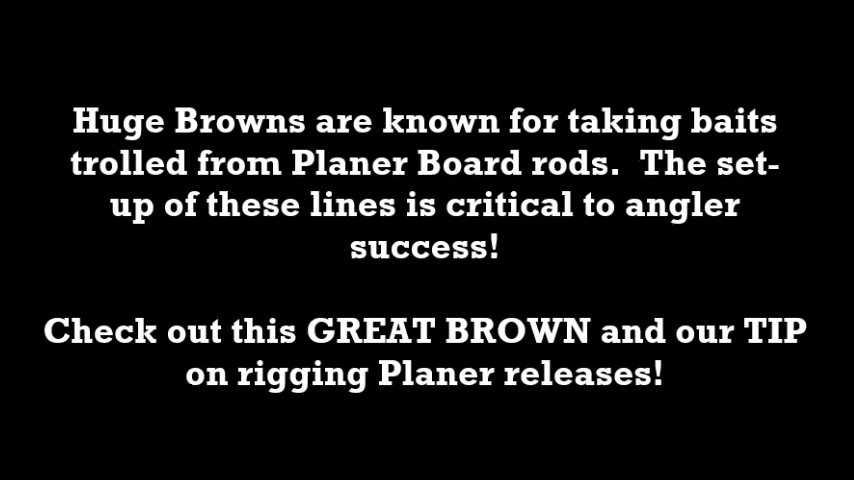 Huge Browns are known for taking baits
trolled from Planer Board rods.  The set-
up of these lines is critical to angler
success!
Check out this GREAT BROWN and our TIP
on rigging Planer releases!